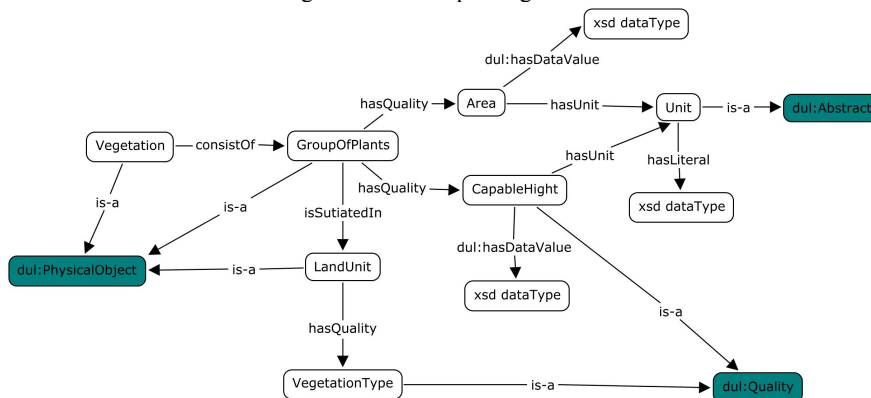 xsd dataType
dul:hasDataValue
hasQuality
Area
hasUnit
Unit
is-a
dul:Abstract
Vegetation
consistOf
GroupOfPlants
hasUnit
hasLiteral
hasQuality
CapableHight
is-a
is-a
xsd dataType
isSutiatedIn
dul:hasDataValue
dul:PhysicalObject
is-a
LandUnit
xsd dataType
is-a
hasQuality
VegetationType
is-a
dul:Quality